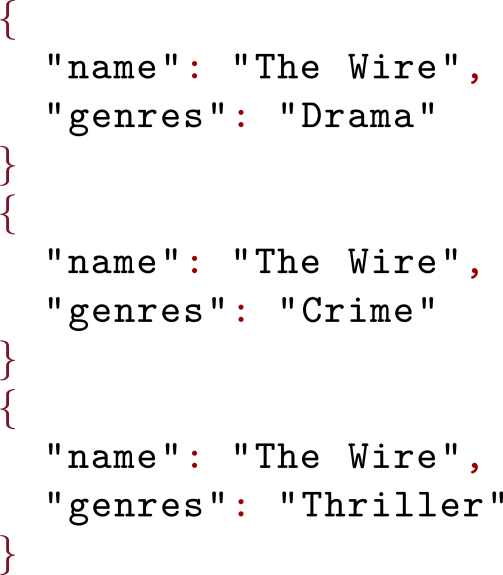 {
  "name": "The Wire",
  "genres": "Drama"
}
{
  "name": "The Wire",
  "genres": "Crime"
}
{
  "name": "The Wire",
  "genres": "Thriller"
}